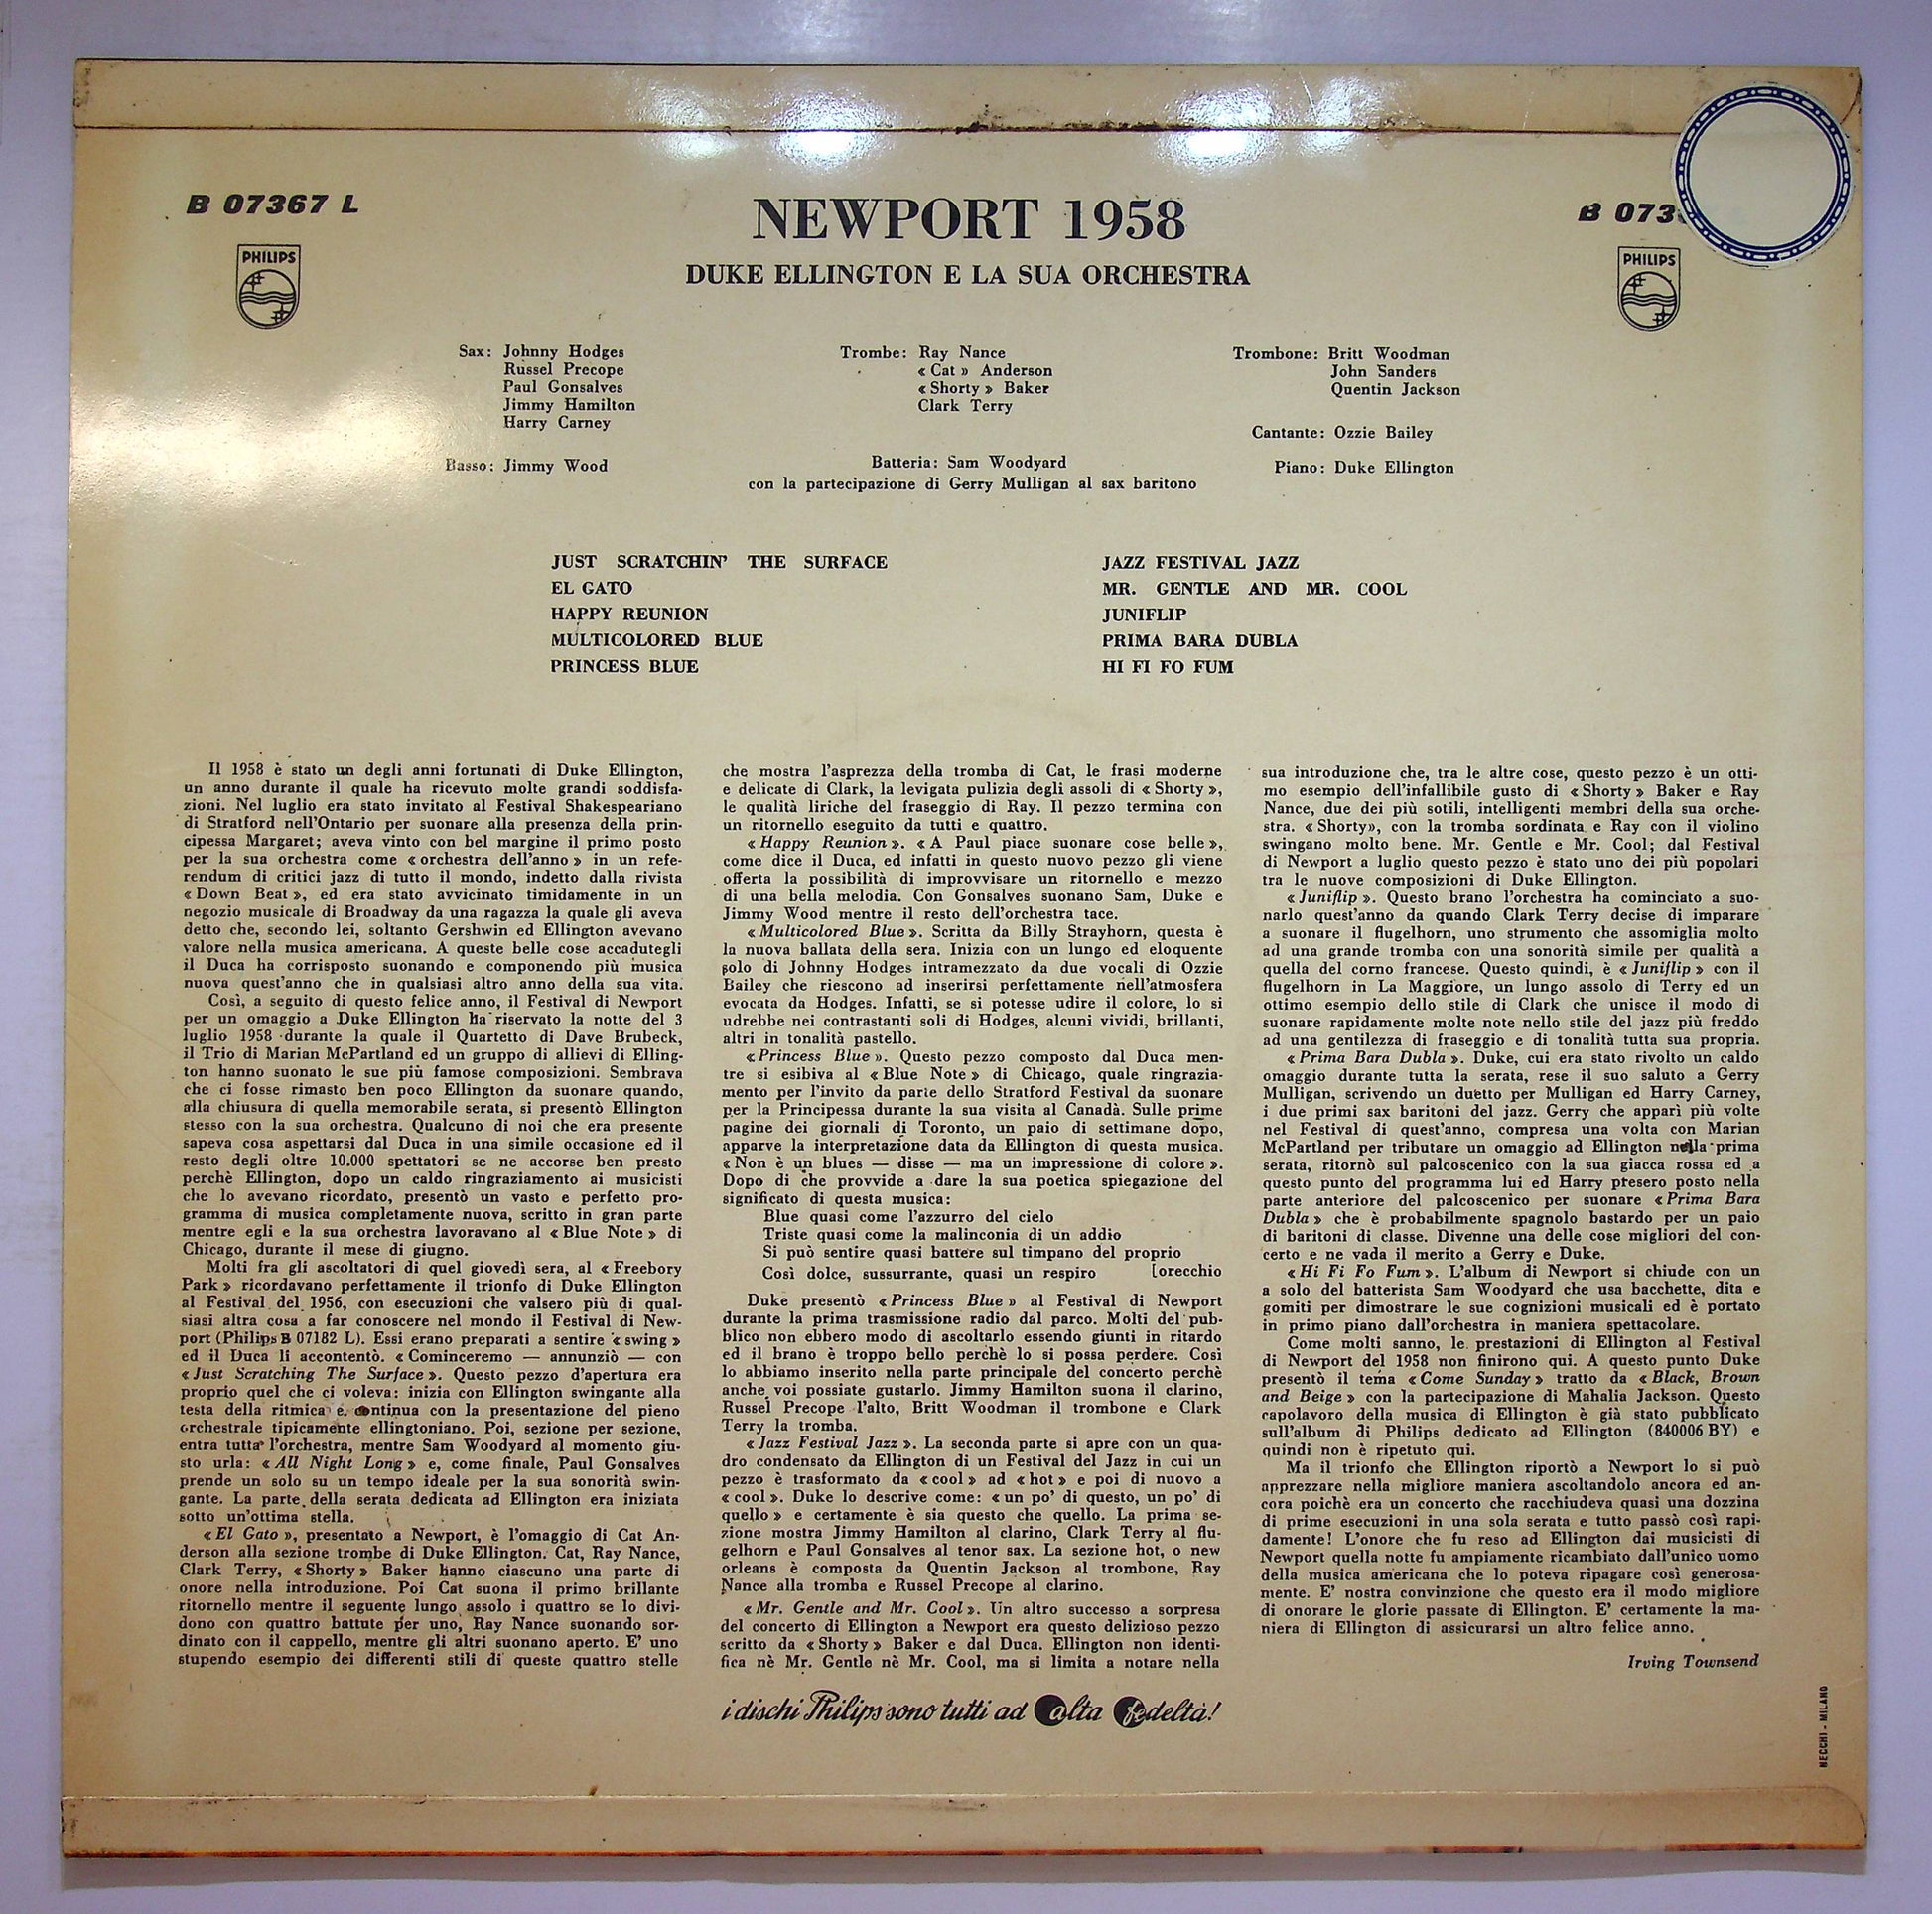 B 07367 L
NEWPORT 1958
B 073
PHILIPS
DUKE ELLINGTON E LA SUA ORCHESTRA
PHILIPS
Sax: Johnny Hodges
Russel Precope
Paul Gonsalves
Jimmy Hamilton
Harry Carney
Trombe: Ray Nance
« Cat » Anderson
« Shorty » Baker
Clark Terry
Trombone: Britt Woodman
John Sanders
Quentin Jackson
Cantante: Ozzie Bailey
Basso: Jimmy Wood
Batteria: Sam Woodyard
Piano: Duke Ellington
con la partecipazione di Gerry Mulligan al sax baritono
JUST SCRATCHIN' THE SURFACE
EL GATO
HAPPY REUNION
MULTICOLORED BLUE
PRINCESS BLUE
JAZZ FESTIVAL JAZZ
MR. GENTLE AND MR. COOL
JUNIFLIP
PRIMA BARA DUBLA
HI FI FO FUM
Il 1958 è stato un degli anni fortunati di Duke Ellington,
un anno durante il quale ha ricevuto molte grandi soddisfa-
zioni. Nel luglio era stato invitato al Festival Shakespeariano
di Stratford nell'Ontario per suonare alla presenza della prin-
cipessa Margaret; aveva vinto con bel margine il primo posto
per la sua orchestra come « orchestra dell'anno » in un refe-
rendum di critici jazz di tutto il mondo, indetto dalla rivista
« Down Beat », ed era stato avvicinato timidamente in un
negozio musicale di Broadway da una ragazza la quale gli aveva
detto che, secondo lei, soltanto Gershwin ed Ellington avevano
valore nella musica americana. A queste belle cose accadutegli
il Duca ha corrisposto suonando e componendo più musica
nuova quest'anno che in qualsiasi altro anno della sua vita.
Così, a seguito di questo felice anno, il Festival di Newport
per un omaggio a Duke Ellington ha riservato la notte del 3
luglio 1958 durante la quale il Quartetto di Dave Brubeck,
il Trio di Marian McPartland ed un gruppo di allievi di Elling-
ton hanno suonato le sue più famose composizioni. Sembrava
che ci fosse rimasto ben poco Ellington da suonare quando,
alla chiusura di quella memorabile serata, si presentò Ellington
stesso con la sua orchestra. Qualcuno di noi che era presente
sapeva cosa aspettarsi dal Duca in una simile occasione ed il
resto degli oltre 10.000 spettatori se ne accorse ben presto
perchè Ellington, dopo un caldo ringraziamento ai musicisti
che lo avevano ricordato, presentò un vasto e perfetto pro-
gramma di musica completamente nuova, scritto in gran parte
mentre egli e la sua orchestra lavoravano al « Blue Note » di
Chicago, durante il mese di giugno.
Molti fra gli ascoltatori di quel giovedì sera, al « Freebory
Park » ricordavano perfettamente il trionfo di Duke Ellington
al Festival del 1956, con esecuzioni che valsero più di qual-
siasi altra cosa a far conoscere nel mondo il Festival di New-
port (Philips B 07182 L). Essi erano preparati a sentire « swing »
ed il Duca li accontentò. « Cominceremo — annunziò — con
« Just Scratching The Surface ». Questo pezzo d'apertura era
proprio quel che ci voleva: inizia con Ellington swingante alla
testa della ritmica e continua con la presentazione del pieno
orchestrale tipicamente ellingtoniano. Poi, sezione per sezione,
entra tutta l'orchestra, mentre Sam Woodyard al momento giu-
sto urla: « All Night Long » e, come finale, Paul Gonsalves
prende un solo su un tempo ideale per la sua sonorità swin-
gante. La parte della serata dedicata ad Ellington era iniziata
sotto un'ottima stella.
« El Gato », presentato a Newport, è l'omaggio di Cat An-
derson alla sezione trombe di Duke Ellington. Cat, Ray Nance,
Clark Terry, « Shorty » Baker hanno ciascuno una parte di
onore nella introduzione. Poi Cat suona il primo brillante
ritornello mentre il seguente lungo assolo i quattro se lo divi-
dono con quattro battute per uno, Ray Nance suonando sor-
dinato con il cappello, mentre gli altri suonano aperto. E' uno
stupendo esempio dei differenti stili di queste quattro stelle
che mostra l'asprezza della tromba di Cat, le frasi moderne
e delicate di Clark, la levigata pulizia degli assoli di « Shorty »,
le qualità liriche del fraseggio di Ray. Il pezzo termina con
un ritornello eseguito da tutti e quattro.
« Happy Reunion ». « A Paul piace suonare cose belle »,
come dice il Duca, ed infatti in questo nuovo pezzo gli viene
offerta la possibilità di improvvisare un ritornello e mezzo
di una bella melodia. Con Gonsalves suonano Sam, Duke e
Jimmy Wood mentre il resto dell'orchestra tace.
« Multicolored Blue ». Scritta da Billy Strayhorn, questa è
la nuova ballata della sera. Inizia con un lungo ed eloquente
solo di Johnny Hodges intramezzato da due vocali di Ozzie
Bailey che riescono ad inserirsi perfettamente nell'atmosfera
evocata da Hodges. Infatti, se si potesse udire il colore, lo si
udrebbe nei contrastanti soli di Hodges, alcuni vividi, brillanti,
altri in tonalità pastello.
« Princess Blue ». Questo pezzo composto dal Duca men-
tre si esibiva al « Blue Note » di Chicago, quale ringrazia-
mento per l'invito da parte dello Stratford Festival da suonare
per la Principessa durante la sua visita al Canadà. Sulle prime
pagine dei giornali di Toronto, un paio di settimane dopo,
apparve la interpretazione data da Ellington di questa musica.
« Non è un blues — disse — ma un impressione di colore ».
Dopo di che provvide a dare la sua poetica spiegazione del
significato di questa musica:
Blue quasi come l'azzurro del cielo
Triste quasi come la malinconia di un addio
Si può sentire quasi battere sul timpano del proprio
Così dolce, sussurrante, quasi un respiro [orecchio
Duke presentò « Princess Blue » al Festival di Newport
durante la prima trasmissione radio dal parco. Molti del pub-
blico non ebbero modo di ascoltarlo essendo giunti in ritardo
ed il brano è troppo bello perchè lo si possa perdere. Così
lo abbiamo inserito nella parte principale del concerto perchè
anche voi possiate gustarlo. Jimmy Hamilton suona il clarino,
Russel Precope l'alto, Britt Woodman il trombone e Clark
Terry la tromba.
« Jazz Festival Jazz ». La seconda parte si apre con un qua-
dro condensato da Ellington di un Festival del Jazz in cui un
pezzo è trasformato da « cool » ad « hot » e poi di nuovo a
« cool ». Duke lo descrive come: « un po' di questo, un po' di
quello » e certamente è sia questo che quello. La prima se-
zione mostra Jimmy Hamilton al clarino, Clark Terry al flu-
gelhorn e Paul Gonsalves al tenor sax. La sezione hot, o new
orleans è composta da Quentin Jackson al trombone, Ray
Nance alla tromba e Russel Precope al clarino.
« Mr. Gentle and Mr. Cool ». Un altro successo a sorpresa
del concerto di Ellington a Newport era questo delizioso pezzo
scritto da « Shorty » Baker e dal Duca. Ellington non identi-
fica nè Mr. Gentle nè Mr. Cool, ma si limita a notare nella
sua introduzione che, tra le altre cose, questo pezzo è un otti-
mo esempio dell'infallibile gusto di « Shorty » Baker e Ray
Nance, due dei più sotili, intelligenti membri della sua orche-
stra. « Shorty», con la tromba sordinata e Ray con il violino
swingano molto bene. Mr. Gentle e Mr. Cool; dal Festival
di Newport a luglio questo pezzo è stato uno dei più popolari
tra le nuove composizioni di Duke Ellington.
« Juniflip ». Questo brano l'orchestra ha cominciato a suo-
narlo quest'anno da quando Clark Terry decise di imparare
a suonare il flugelhorn, uno strumento che assomiglia molto
ad una grande tromba con una sonorità simile per qualità a
quella del corno francese. Questo quindi, è « Juniflip » con il
flugelhorn in La Maggiore, un lungo assolo di Terry ed un
ottimo esempio dello stile di Clark che unisce il modo di
suonare rapidamente molte note nello stile del jazz più freddo
ad una gentilezza di fraseggio e di tonalità tutta sua propria.
« Prima Bara Dubla ». Duke, cui era stato rivolto un caldo
omaggio durante tutta la serata, rese il suo saluto a Gerry
Mulligan, scrivendo un duetto per Mulligan ed Harry Carney,
i due primi sax baritoni del jazz. Gerry che apparì più volte
nel Festival di quest'anno, compresa una volta con Marian
McPartland per tributare un omaggio ad Ellington nella prima
serata, ritornò sul palcoscenico con la sua giacca rossa ed a
questo punto del programma lui ed Harry presero posto nella
parte anteriore del palcoscenico per suonare « Prima Bara
Dubla » che è probabilmente spagnolo bastardo per un paio
di baritoni di classe. Divenne una delle cose migliori del con-
certo e ne vada il merito a Gerry e Duke.
« Hi Fi Fo Fum ». L'album di Newport si chiude con un
a solo del batterista Sam Woodyard che usa bacchette, dita e
gomiti per dimostrare le sue cognizioni musicali ed è portato
in primo piano dall'orchestra in maniera spettacolare.
Come molti sanno, le prestazioni di Ellington al Festival
di Newport del 1958 non finirono qui. A questo punto Duke
presentò il tema « Come Sunday » tratto da « Black, Brown
and Beige » con la partecipazione di Mahalia Jackson. Questo
capolavoro della musica di Ellington è già stato pubblicato
sull'album di Philips dedicato ad Ellington (840006 BY) e
quindi non è ripetuto qui.
Ma il trionfo che Ellington riportò a Newport lo si può
apprezzare nella migliore maniera ascoltandolo ancora ed an-
cora poichè era un concerto che racchiudeva quasi una dozzina
di prime esecuzioni in una sola serata e tutto passò così rapi-
damente! L'onore che fu reso ad Ellington dai musicisti di
Newport quella notte fu ampiamente ricambiato dall'unico uomo
della musica americana che lo poteva ripagare così generosa-
mente. E' nostra convinzione che questo era il modo migliore
di onorare le glorie passate di Ellington. E' certamente la ma-
niera di Ellington di assicurarsi un altro felice anno.
Irving Townsend
i dischi Philips sono tutti ad alta fedeltà!
NECCHI - MILANO